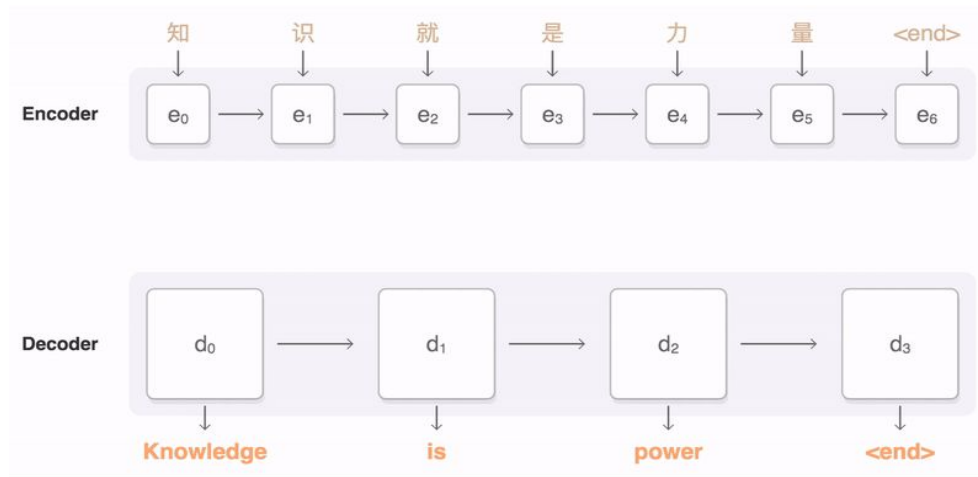 知 识 就 是 力 量 <end>
Encoder e₀ e₁ e₂ e₃ e₄ e₅ e₆
Decoder d₀ d₁ d₂ d₃
Knowledge is power <end>